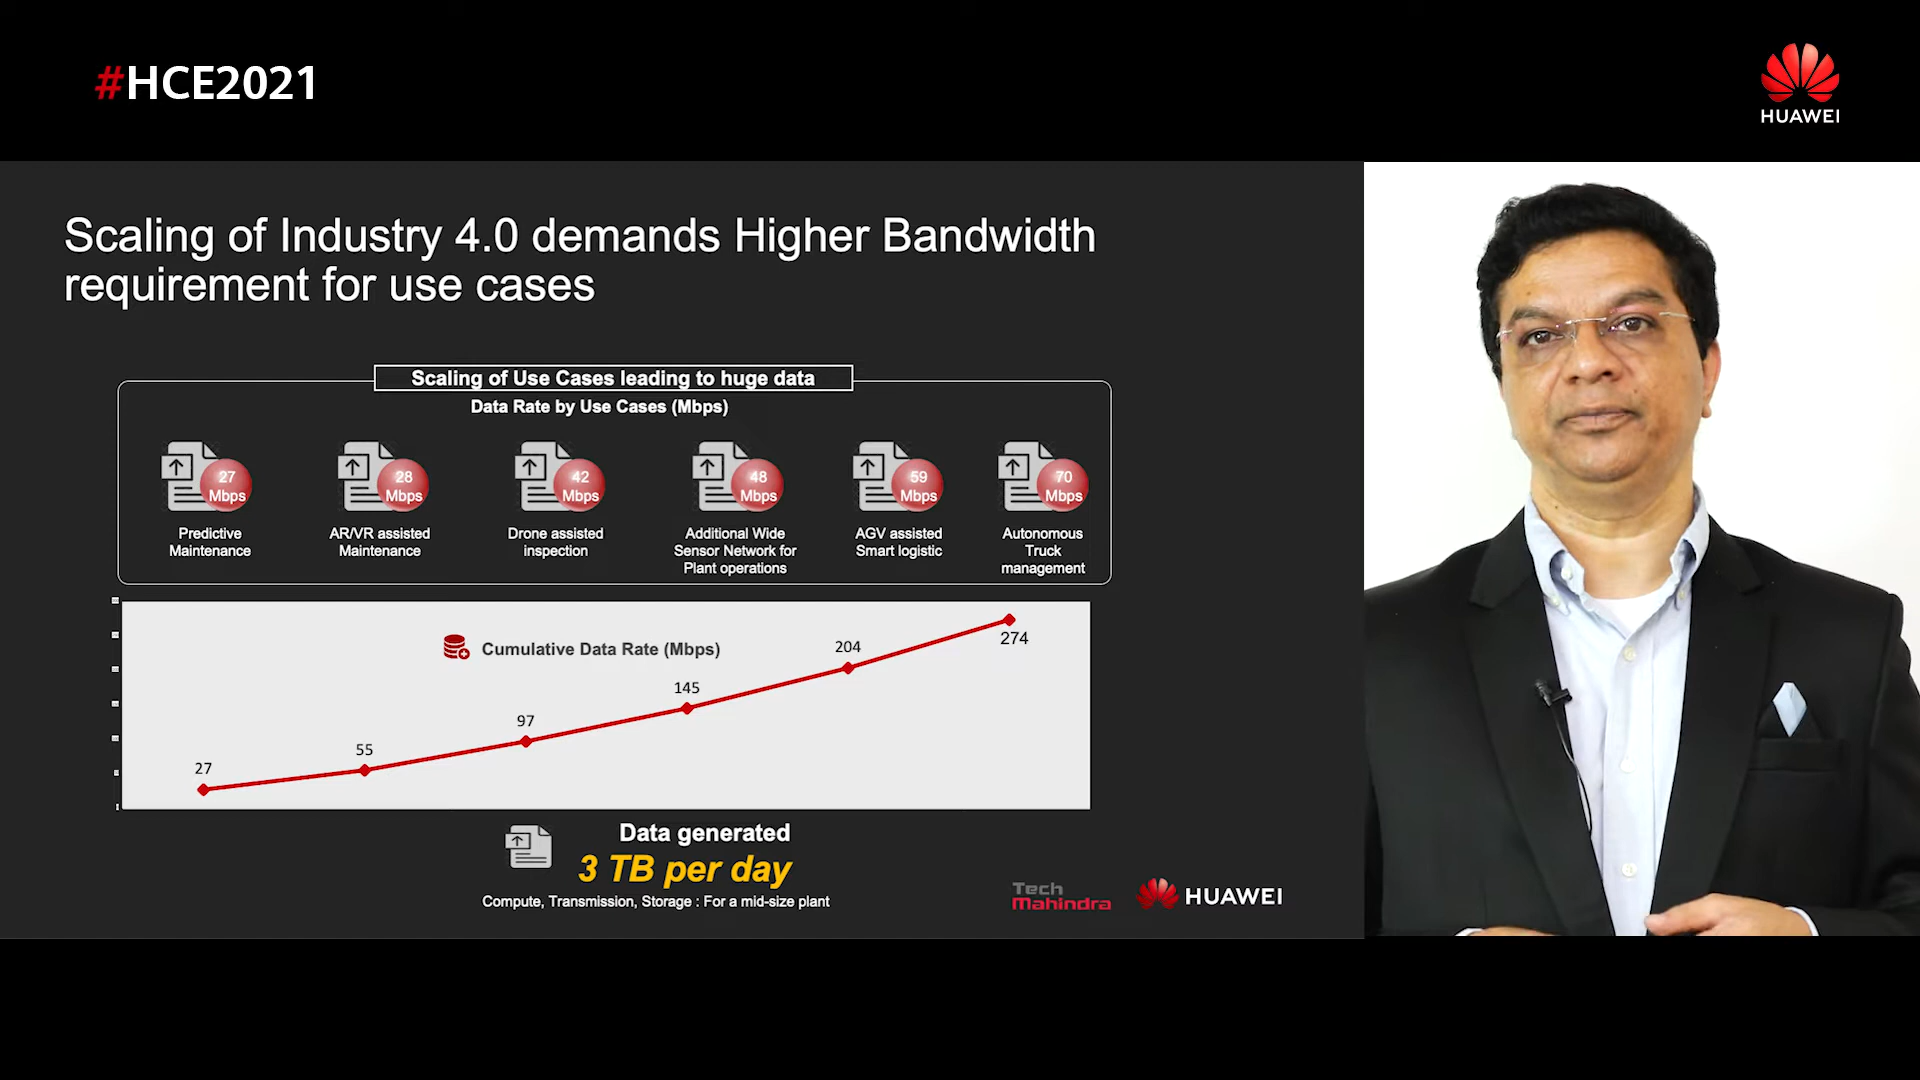 #HCE2021
HUAWEI
Scaling of Industry 4.0 demands Higher Bandwidth
requirement for use cases
Scaling of Use Cases leading to huge data
Data Rate by Use Cases (Mbps)
27
Mbps
28
Mbps
42
Mbps
48
Mbps
59
Mbps
70
Mbps
Predictive
Maintenance
AR/VR assisted
Maintenance
Drone assisted
inspection
Additional Wide
Sensor Network for
Plant operations
AGV assisted
Smart logistic
Autonomous
Truck
management
Cumulative Data Rate (Mbps)
27
55
97
145
204
274
Data generated
3 TB per day
Compute, Transmission, Storage : For a mid-size plant
Tech
Mahindra
HUAWEI